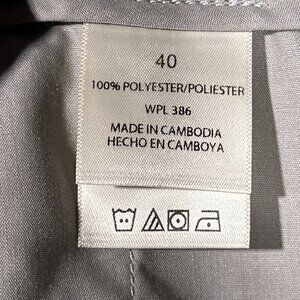 40
100% POLYESTER/POLIESTER
WPL 386
MADE IN CAMBODIA
HECHO EN CAMBOYA